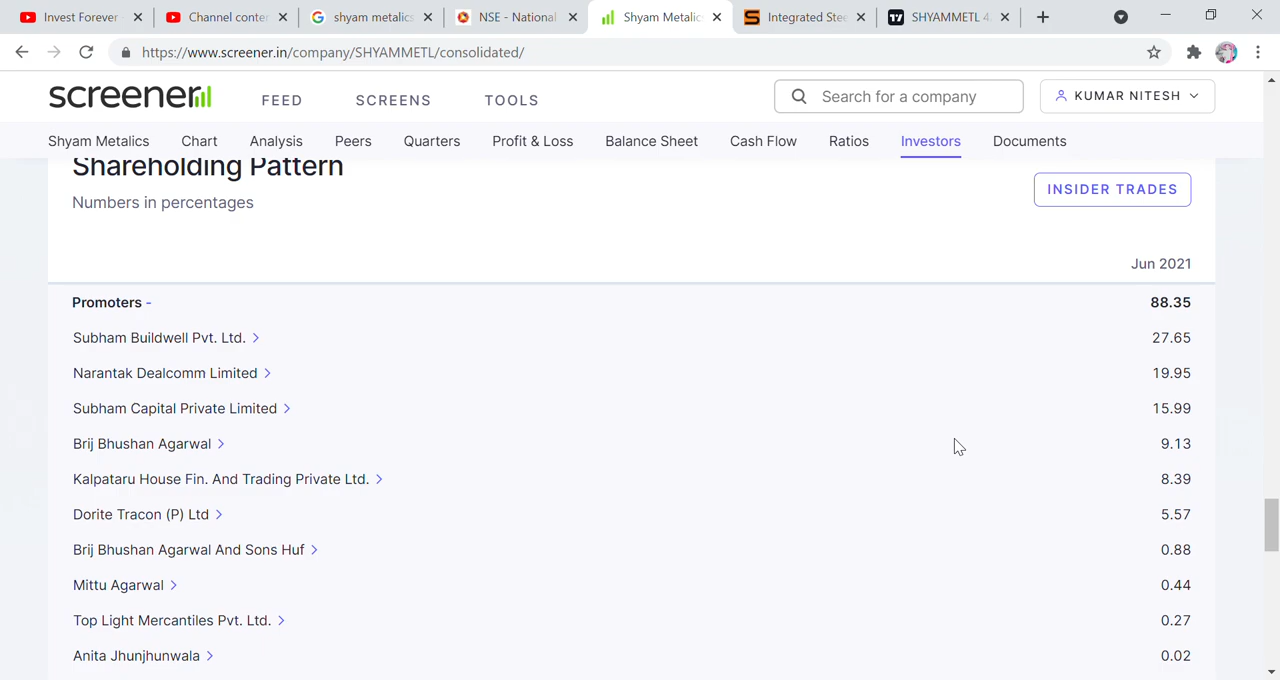 Invest Forever
Channel conter
shyam metalics
NSE - National
Shyam Metalic
Integrated Stee
SHYAMMETL 4.
https://www.screener.in/company/SHYAMMETL/consolidated/
screener
FEED
SCREENS
TOOLS
Search for a company
KUMAR NITESH
Shyam Metalics
Chart
Analysis
Peers
Quarters
Profit & Loss
Balance Sheet
Cash Flow
Ratios
Investors
Documents
Shareholding Pattern
Numbers in percentages
INSIDER TRADES
Jun 2021
Promoters - 88.35
Subham Buildwell Pvt. Ltd. 27.65
Narantak Dealcomm Limited 19.95
Subham Capital Private Limited 15.99
Brij Bhushan Agarwal 9.13
Kalpataru House Fin. And Trading Private Ltd. 8.39
Dorite Tracon (P) Ltd 5.57
Brij Bhushan Agarwal And Sons Huf 0.88
Mittu Agarwal 0.44
Top Light Mercantiles Pvt. Ltd. 0.27
Anita Jhunjhunwala 0.02